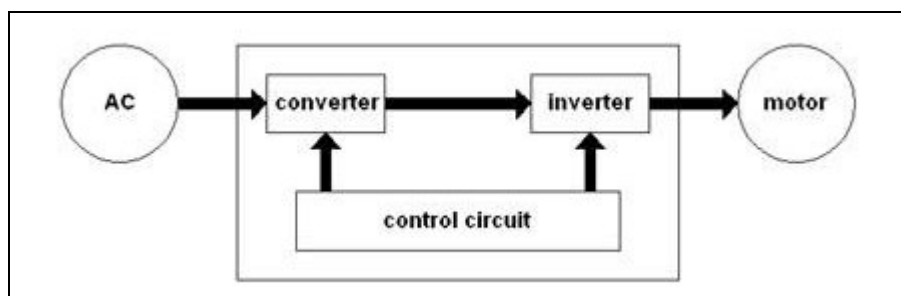 AC
converter
inverter
motor
control circuit